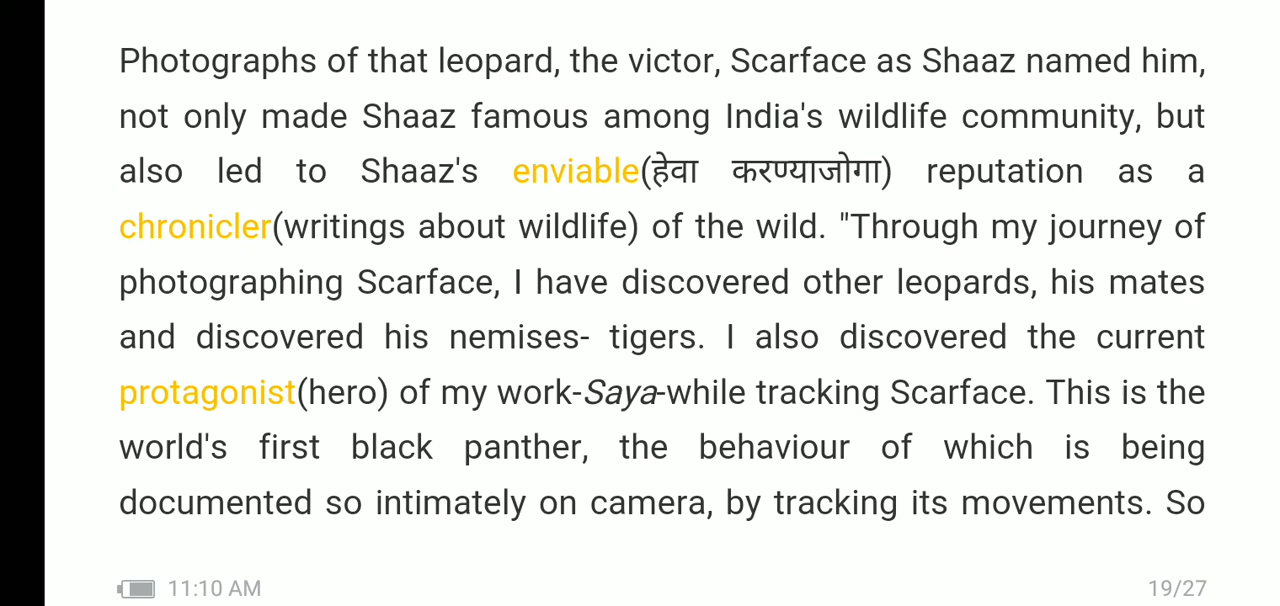 Photographs of that leopard, the victor, Scarface as Shaaz named him,
not only made Shaaz famous among India's wildlife community, but
also led to Shaaz's enviable(हेवा करण्याजोगा) reputation as a
chronicler(writings about wildlife) of the wild. "Through my journey of
photographing Scarface, I have discovered other leopards, his mates
and discovered his nemises- tigers. I also discovered the current
protagonist(hero) of my work-Saya-while tracking Scarface. This is the
world's first black panther, the behaviour of which is being
documented so intimately on camera, by tracking its movements. So
11:10 AM 19/27